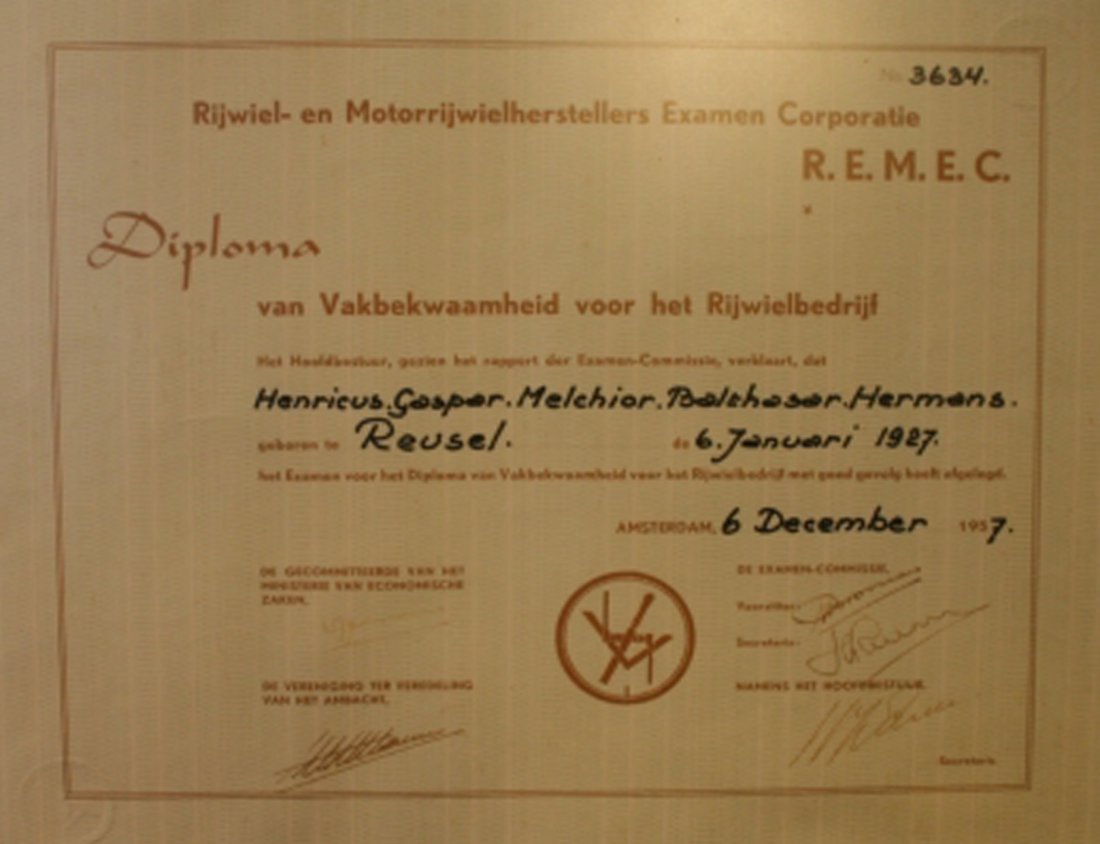 No 3634.
Rijwiel- en Motorrijwielherstellers Examen Corporatie
R. E. M. E. C.
Diploma
van Vakbekwaamheid voor het Rijwielbedrijf
Het Hoofdbestuur, gezien het rapport der Examen-Commissie, verklaart, dat
Henricus. Gaspar. Melchior. Balthasar. Hermans.
geboren te Reusel. de 6. Januari 1927.
het Examen voor het Diploma van Vakbekwaamheid voor het Rijwielbedrijf met goed gevolg heeft afgelegd.
AMSTERDAM, 6 December 1957.
DE GECOMMITTEERDE VAN HET
MINISTERIE VAN ECONOMISCHE
ZAKEN,
DE EXAMEN-COMMISSIE,
Voorzitter
Secretaris
DE VERENIGING TER VEREDELING
VAN HET AMBACHT,
NAMENS HET HOOFDBESTUUR,
Secretaris.